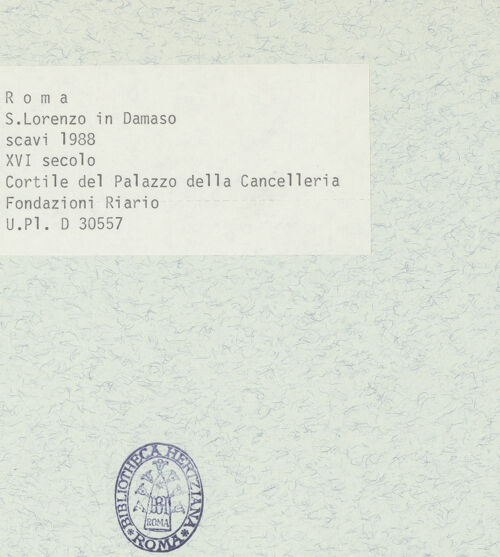 R o m a
S.Lorenzo in Damaso
scavi 1988
XVI secolo
Cortile del Palazzo della Cancelleria
Fondazioni Riario
U.Pl. D 30557
BIBLIOTHECA HERTZIANA
ROMA
*ROMA*